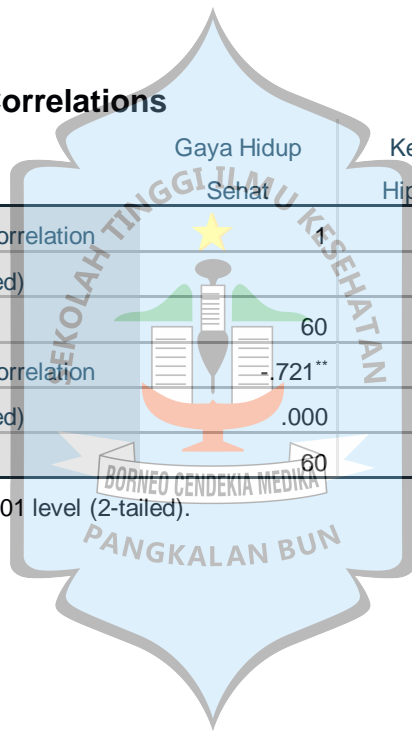 orrelations
Gaya Hidup Ke
Sehat Hip
orrelation 1
ed)
60
orrelation -.721**
ed) .000
60
01 level (2-tailed).
SEKOLAH TINGGI ILMU KESEHATAN
BORNEO CENDEKIA MEDIKA
PANGKALAN BUN